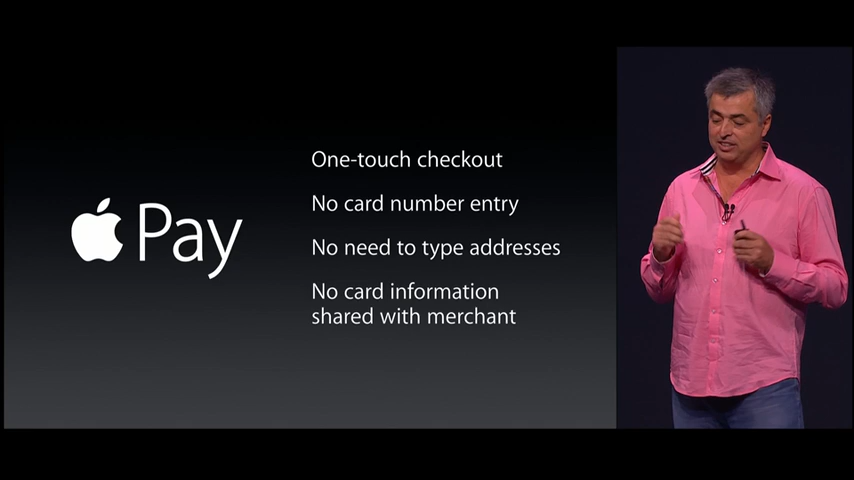 Pay
One-touch checkout
No card number entry
No need to type addresses
No card information
shared with merchant